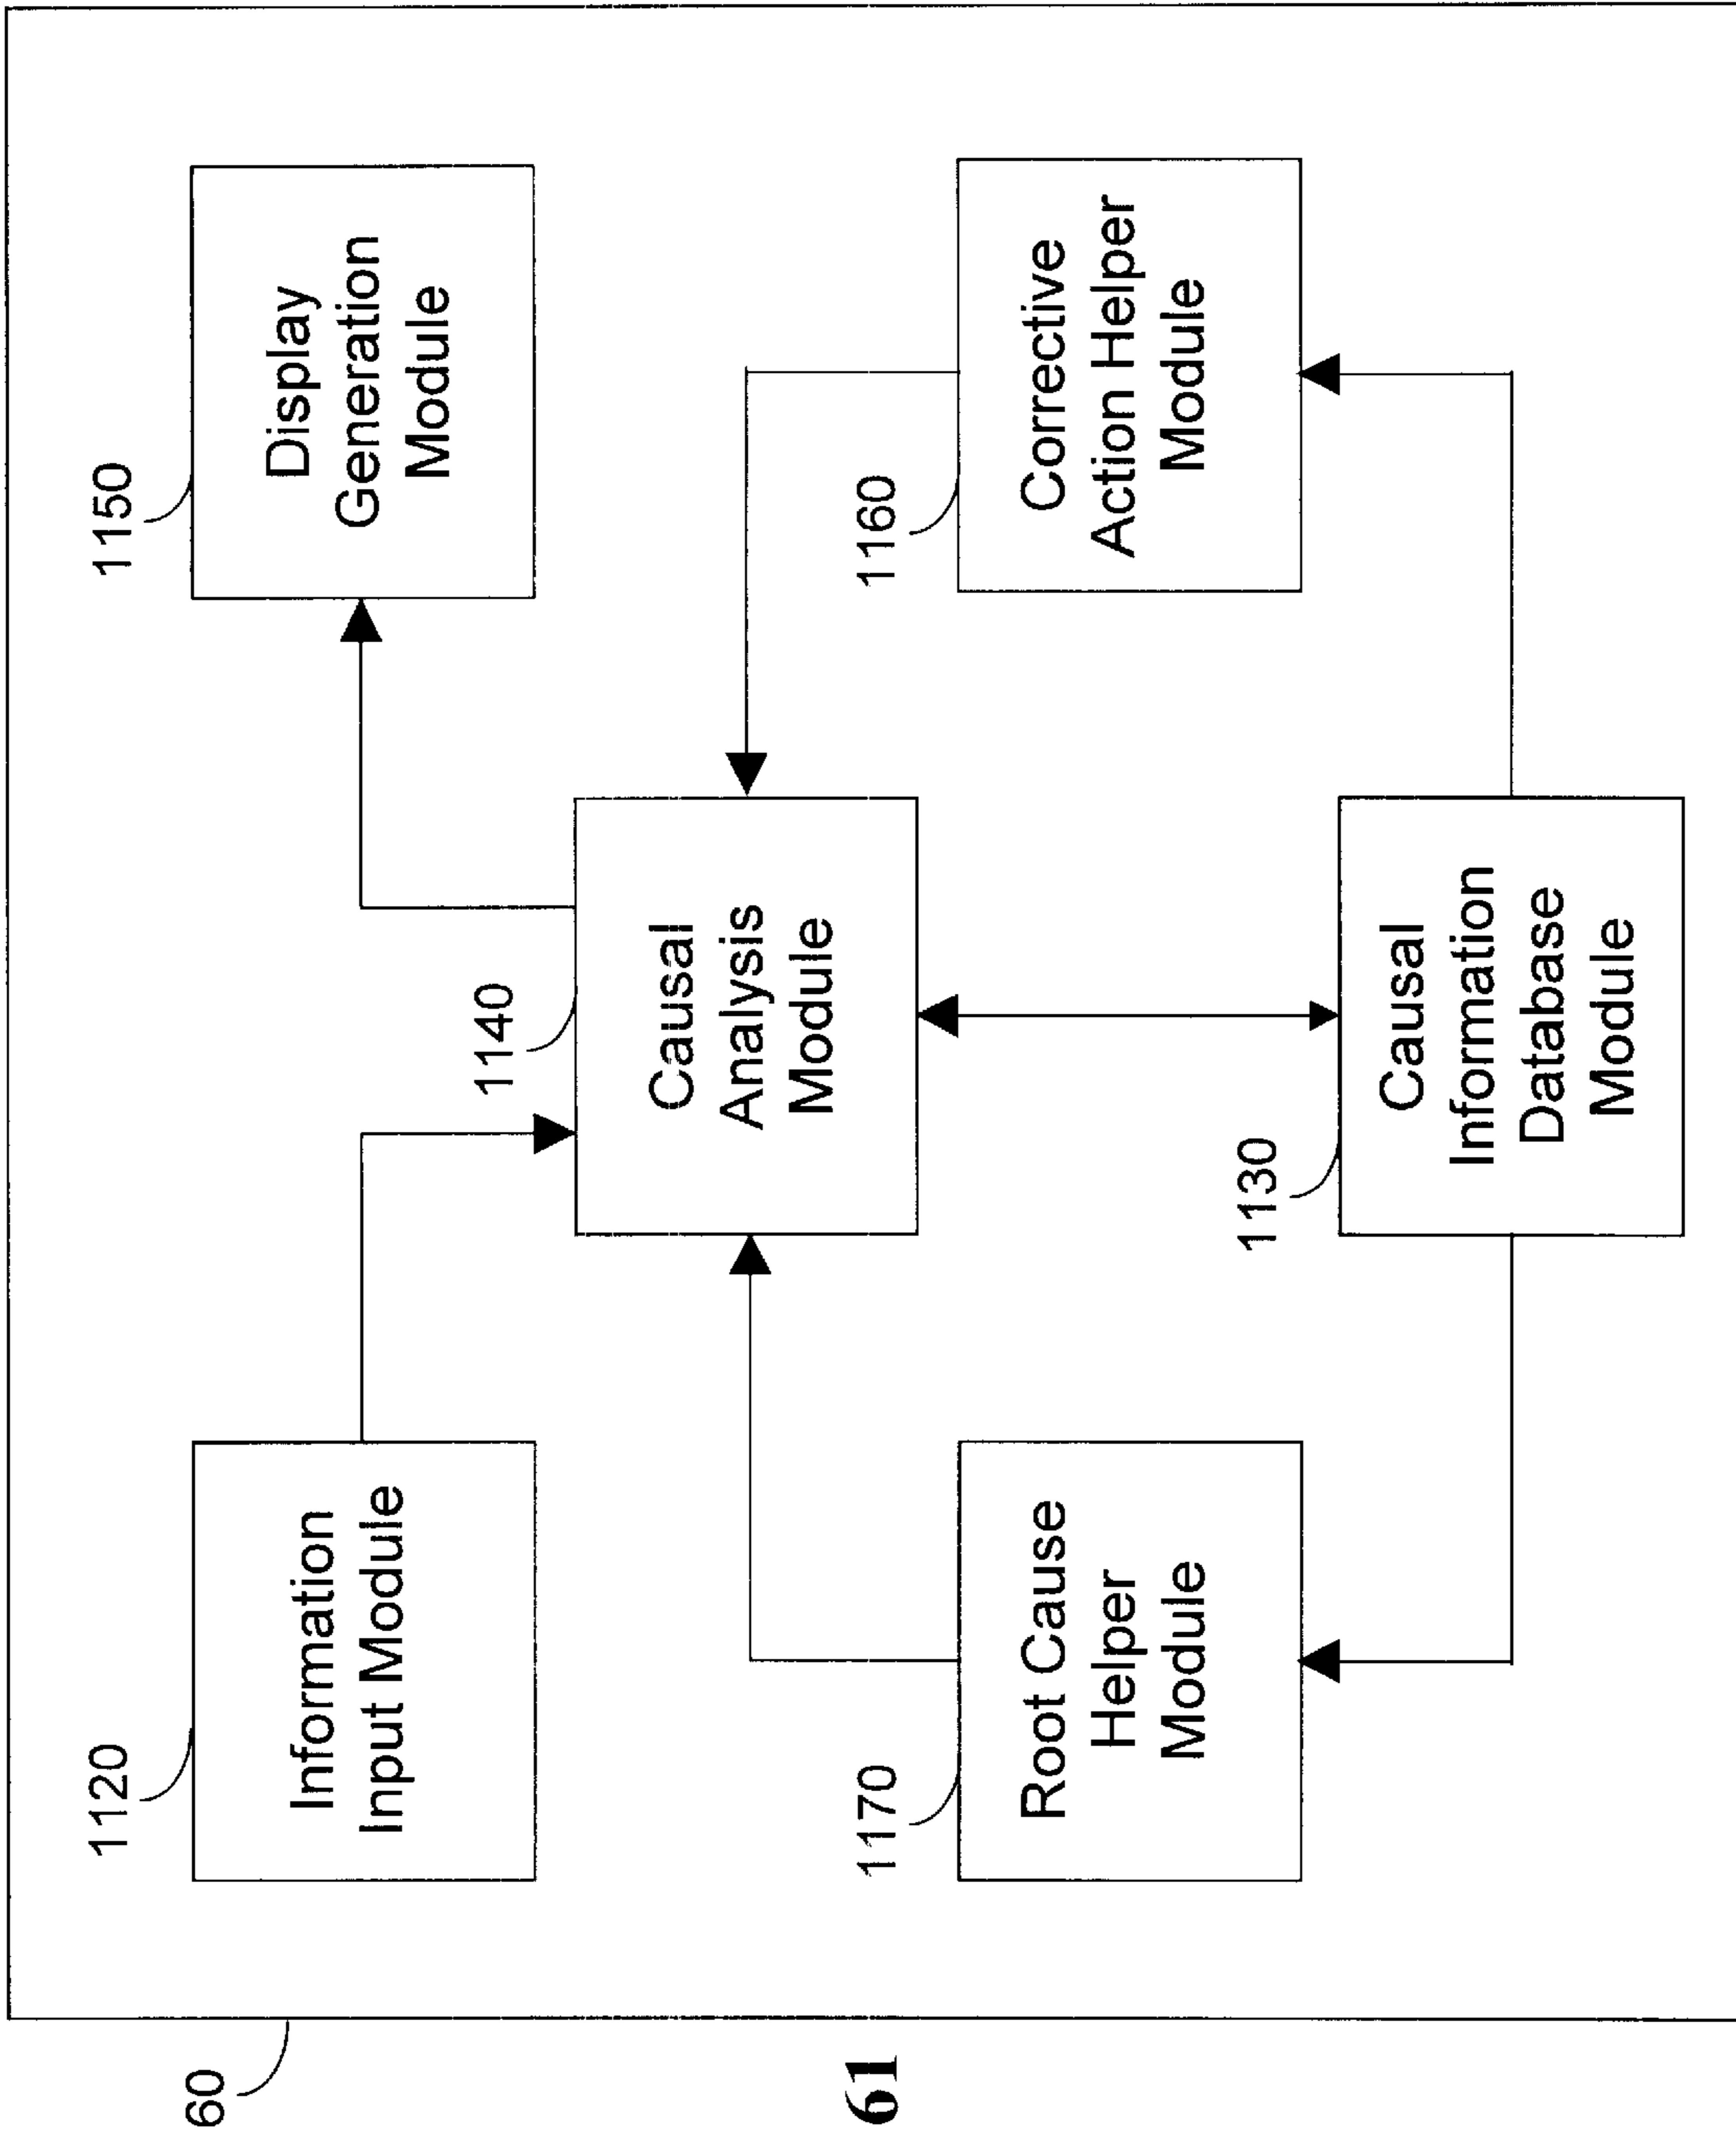 60
1120
Information
Input Module
1150
Display
Generation
Module
1140
Causal
Analysis
Module
61
1170
Root Cause
Helper
Module
1160
Corrective
Action Helper
Module
1130
Causal
Information
Database
Module